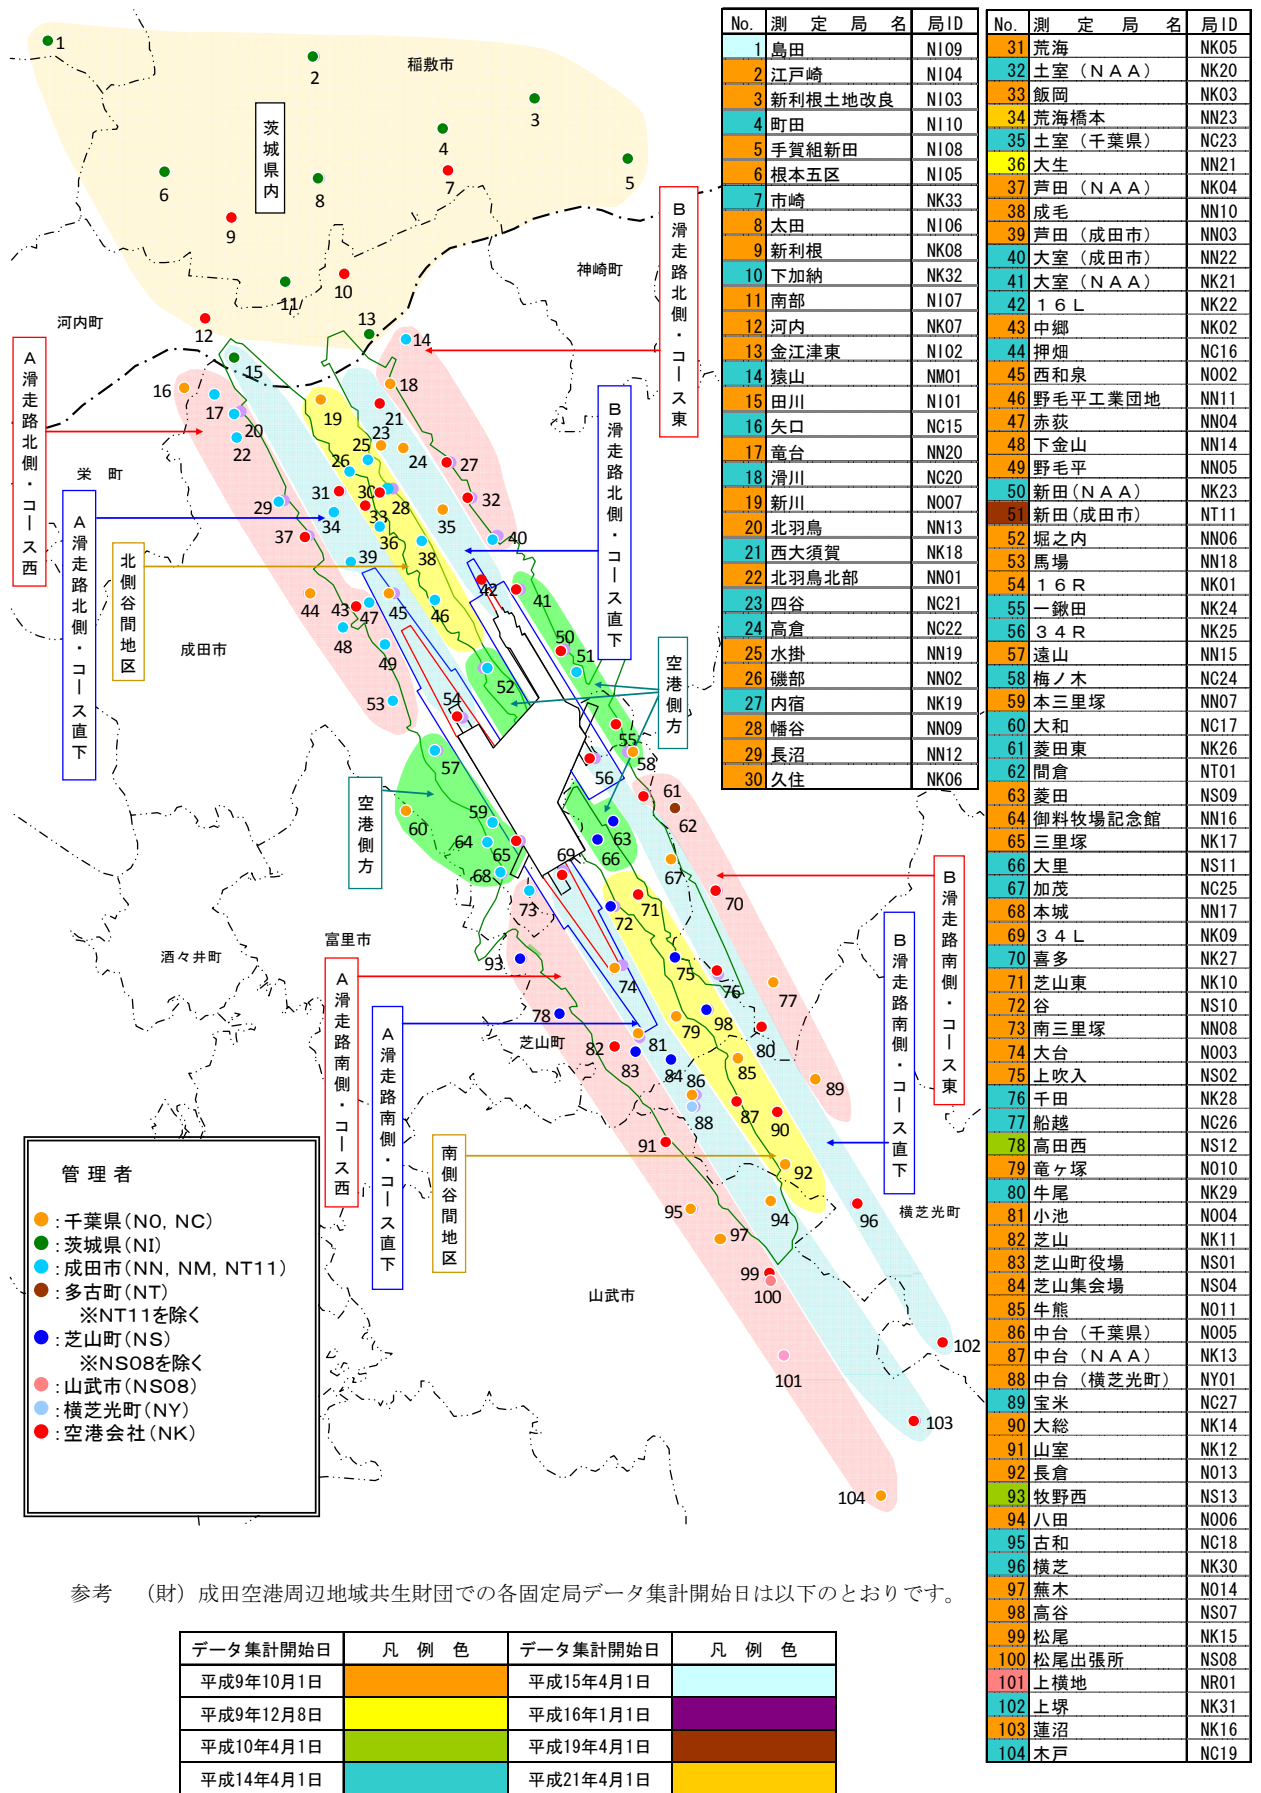 稲敷市
茨城県内
神崎町
河内町
栄町
成田市
富里市
酒々井町
芝山町
山武市
横芝光町
B滑走路北側・コース東
A滑走路北側・コース西
B滑走路北側・コース直下
A滑走路北側・コース直下
北側谷間地区
空港側方
空港側方
B滑走路南側・コース東
B滑走路南側・コース直下
A滑走路南側・コース西
A滑走路南側・コース直下
南側谷間地区
管理者
:千葉県(NO, NC)
:茨城県(NI)
:成田市(NN, NM, NT11)
:多古町(NT)
※NT11を除く
:芝山町(NS)
※NS08を除く
:山武市(NS08)
:横芝光町(NY)
:空港会社(NK)
No. 測定局名 局ID
1 島田 NI09
2 江戸崎 NI04
3 新利根土地改良 NI03
4 町田 NI10
5 手賀組新田 NI08
6 根本五区 NI05
7 市崎 NK33
8 太田 NI06
9 新利根 NK08
10 下加納 NK32
11 南部 NI07
12 河内 NK07
13 金江津東 NI02
14 猿山 NM01
15 田川 NI01
16 矢口 NC15
17 竜台 NN20
18 滑川 NC20
19 新川 NO07
20 北羽鳥 NN13
21 西大須賀 NK18
22 北羽鳥北部 NN01
23 四谷 NC21
24 高倉 NC22
25 水掛 NN19
26 磯部 NN02
27 内宿 NK19
28 幡谷 NN09
29 長沼 NN12
30 久住 NK06
No. 測定局名 局ID
31 荒海 NK05
32 土室（NAA） NK20
33 飯岡 NK03
34 荒海橋本 NN23
35 土室（千葉県） NC23
36 大生 NN21
37 芦田（NAA） NK04
38 成毛 NN10
39 芦田（成田市） NN03
40 大室（成田市） NN22
41 大室（NAA） NK21
42 16L NK22
43 中郷 NK02
44 押畑 NC16
45 西和泉 NO02
46 野毛平工業団地 NN11
47 赤荻 NN04
48 下金山 NN14
49 野毛平 NN05
50 新田(NAA) NK23
51 新田(成田市) NT11
52 堀之内 NN06
53 馬場 NN18
54 16R NK01
55 一鍬田 NK24
56 34R NK25
57 遠山 NN15
58 梅ノ木 NC24
59 本三里塚 NN07
60 大和 NC17
61 菱田東 NK26
62 間倉 NT01
63 菱田 NS09
64 御料牧場記念館 NN16
65 三里塚 NK17
66 大里 NS11
67 加茂 NC25
68 本城 NN17
69 34L NK09
70 喜多 NK27
71 芝山東 NK10
72 谷 NS10
73 南三里塚 NN08
74 大台 NO03
75 上吹入 NS02
76 千田 NK28
77 船越 NC26
78 高田西 NS12
79 竜ヶ塚 NO10
80 牛尾 NK29
81 小池 NO04
82 芝山 NK11
83 芝山町役場 NS01
84 芝山集会場 NS04
85 牛熊 NO11
86 中台（千葉県） NO05
87 中台（NAA） NK13
88 中台（横芝光町） NY01
89 宝米 NC27
90 大総 NK14
91 山室 NK12
92 長倉 NO13
93 牧野西 NS13
94 八田 NO06
95 古和 NC18
96 横芝 NK30
97 蕪木 NO14
98 高谷 NS07
99 松尾 NK15
100 松尾出張所 NS08
101 上横地 NR01
102 上堺 NK31
103 蓮沼 NK16
104 木戸 NC19
参考　（財）成田空港周辺地域共生財団での各固定局データ集計開始日は以下のとおりです。
データ集計開始日 凡例色 データ集計開始日 凡例色
平成9年10月1日 平成15年4月1日
平成9年12月8日 平成16年1月1日
平成10年4月1日 平成19年4月1日
平成14年4月1日 平成21年4月1日